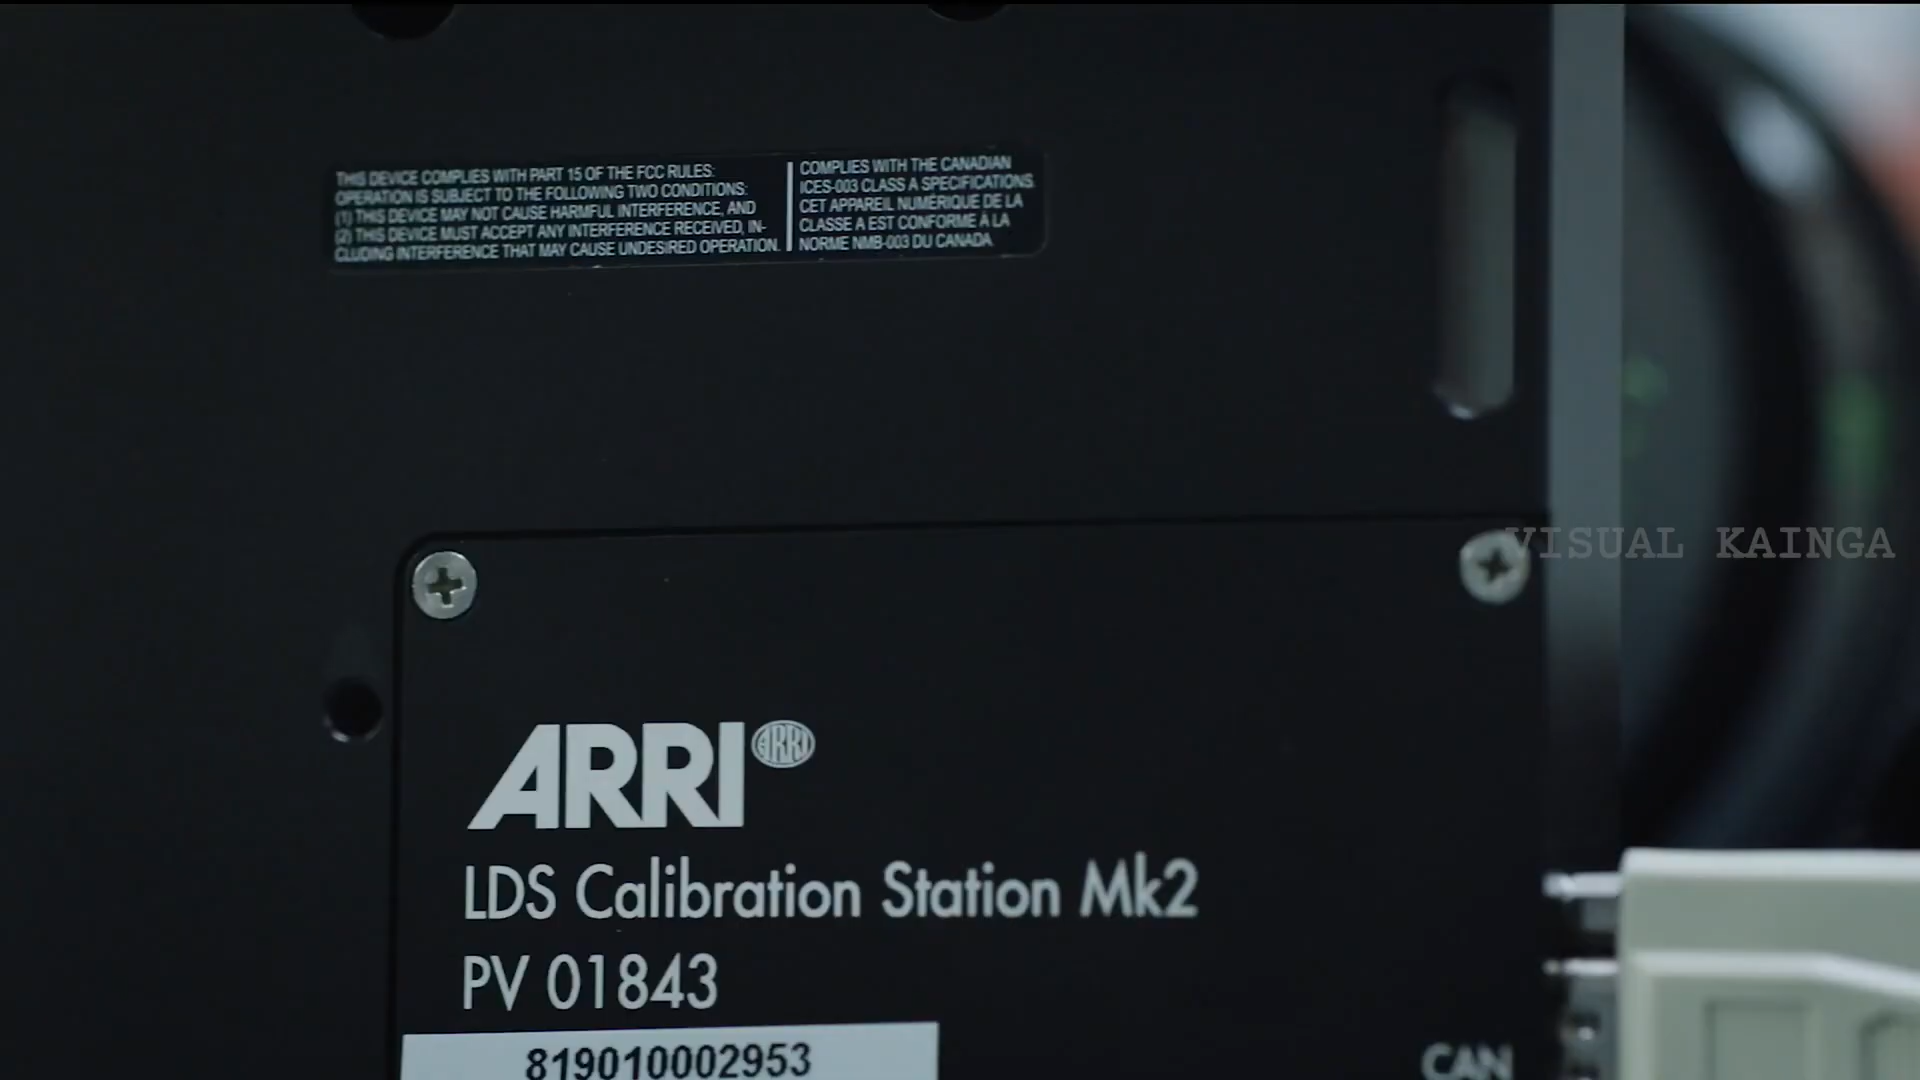 THIS DEVICE COMPLIES WITH PART 15 OF THE FCC RULES:
OPERATION IS SUBJECT TO THE FOLLOWING TWO CONDITIONS:
(1) THIS DEVICE MAY NOT CAUSE HARMFUL INTERFERENCE, AND
(2) THIS DEVICE MUST ACCEPT ANY INTERFERENCE RECEIVED, IN-
CLUDING INTERFERENCE THAT MAY CAUSE UNDESIRED OPERATION.
COMPLIES WITH THE CANADIAN
ICES-003 CLASS A SPECIFICATIONS.
CET APPAREIL NUMÉRIQUE DE LA
CLASSE A EST CONFORME À LA
NORME NMB-003 DU CANADA
VISUAL KAINGA
ARRI ARRI
LDS Calibration Station Mk2
PV 01843
819010002953
CAN